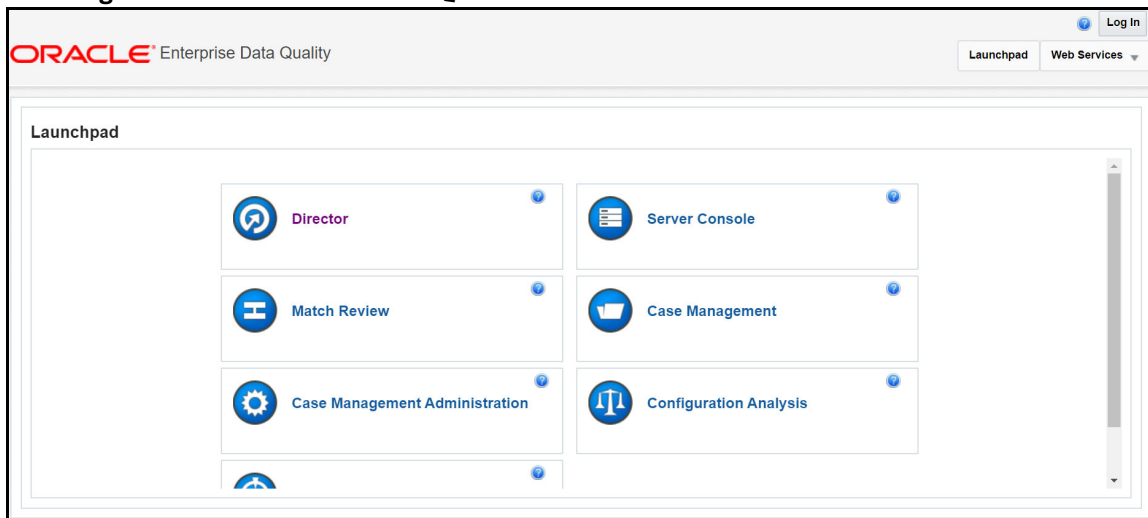 Log In
ORACLE Enterprise Data Quality
Launchpad Web Services
Launchpad
Director
Server Console
Match Review
Case Management
Case Management Administration
Configuration Analysis